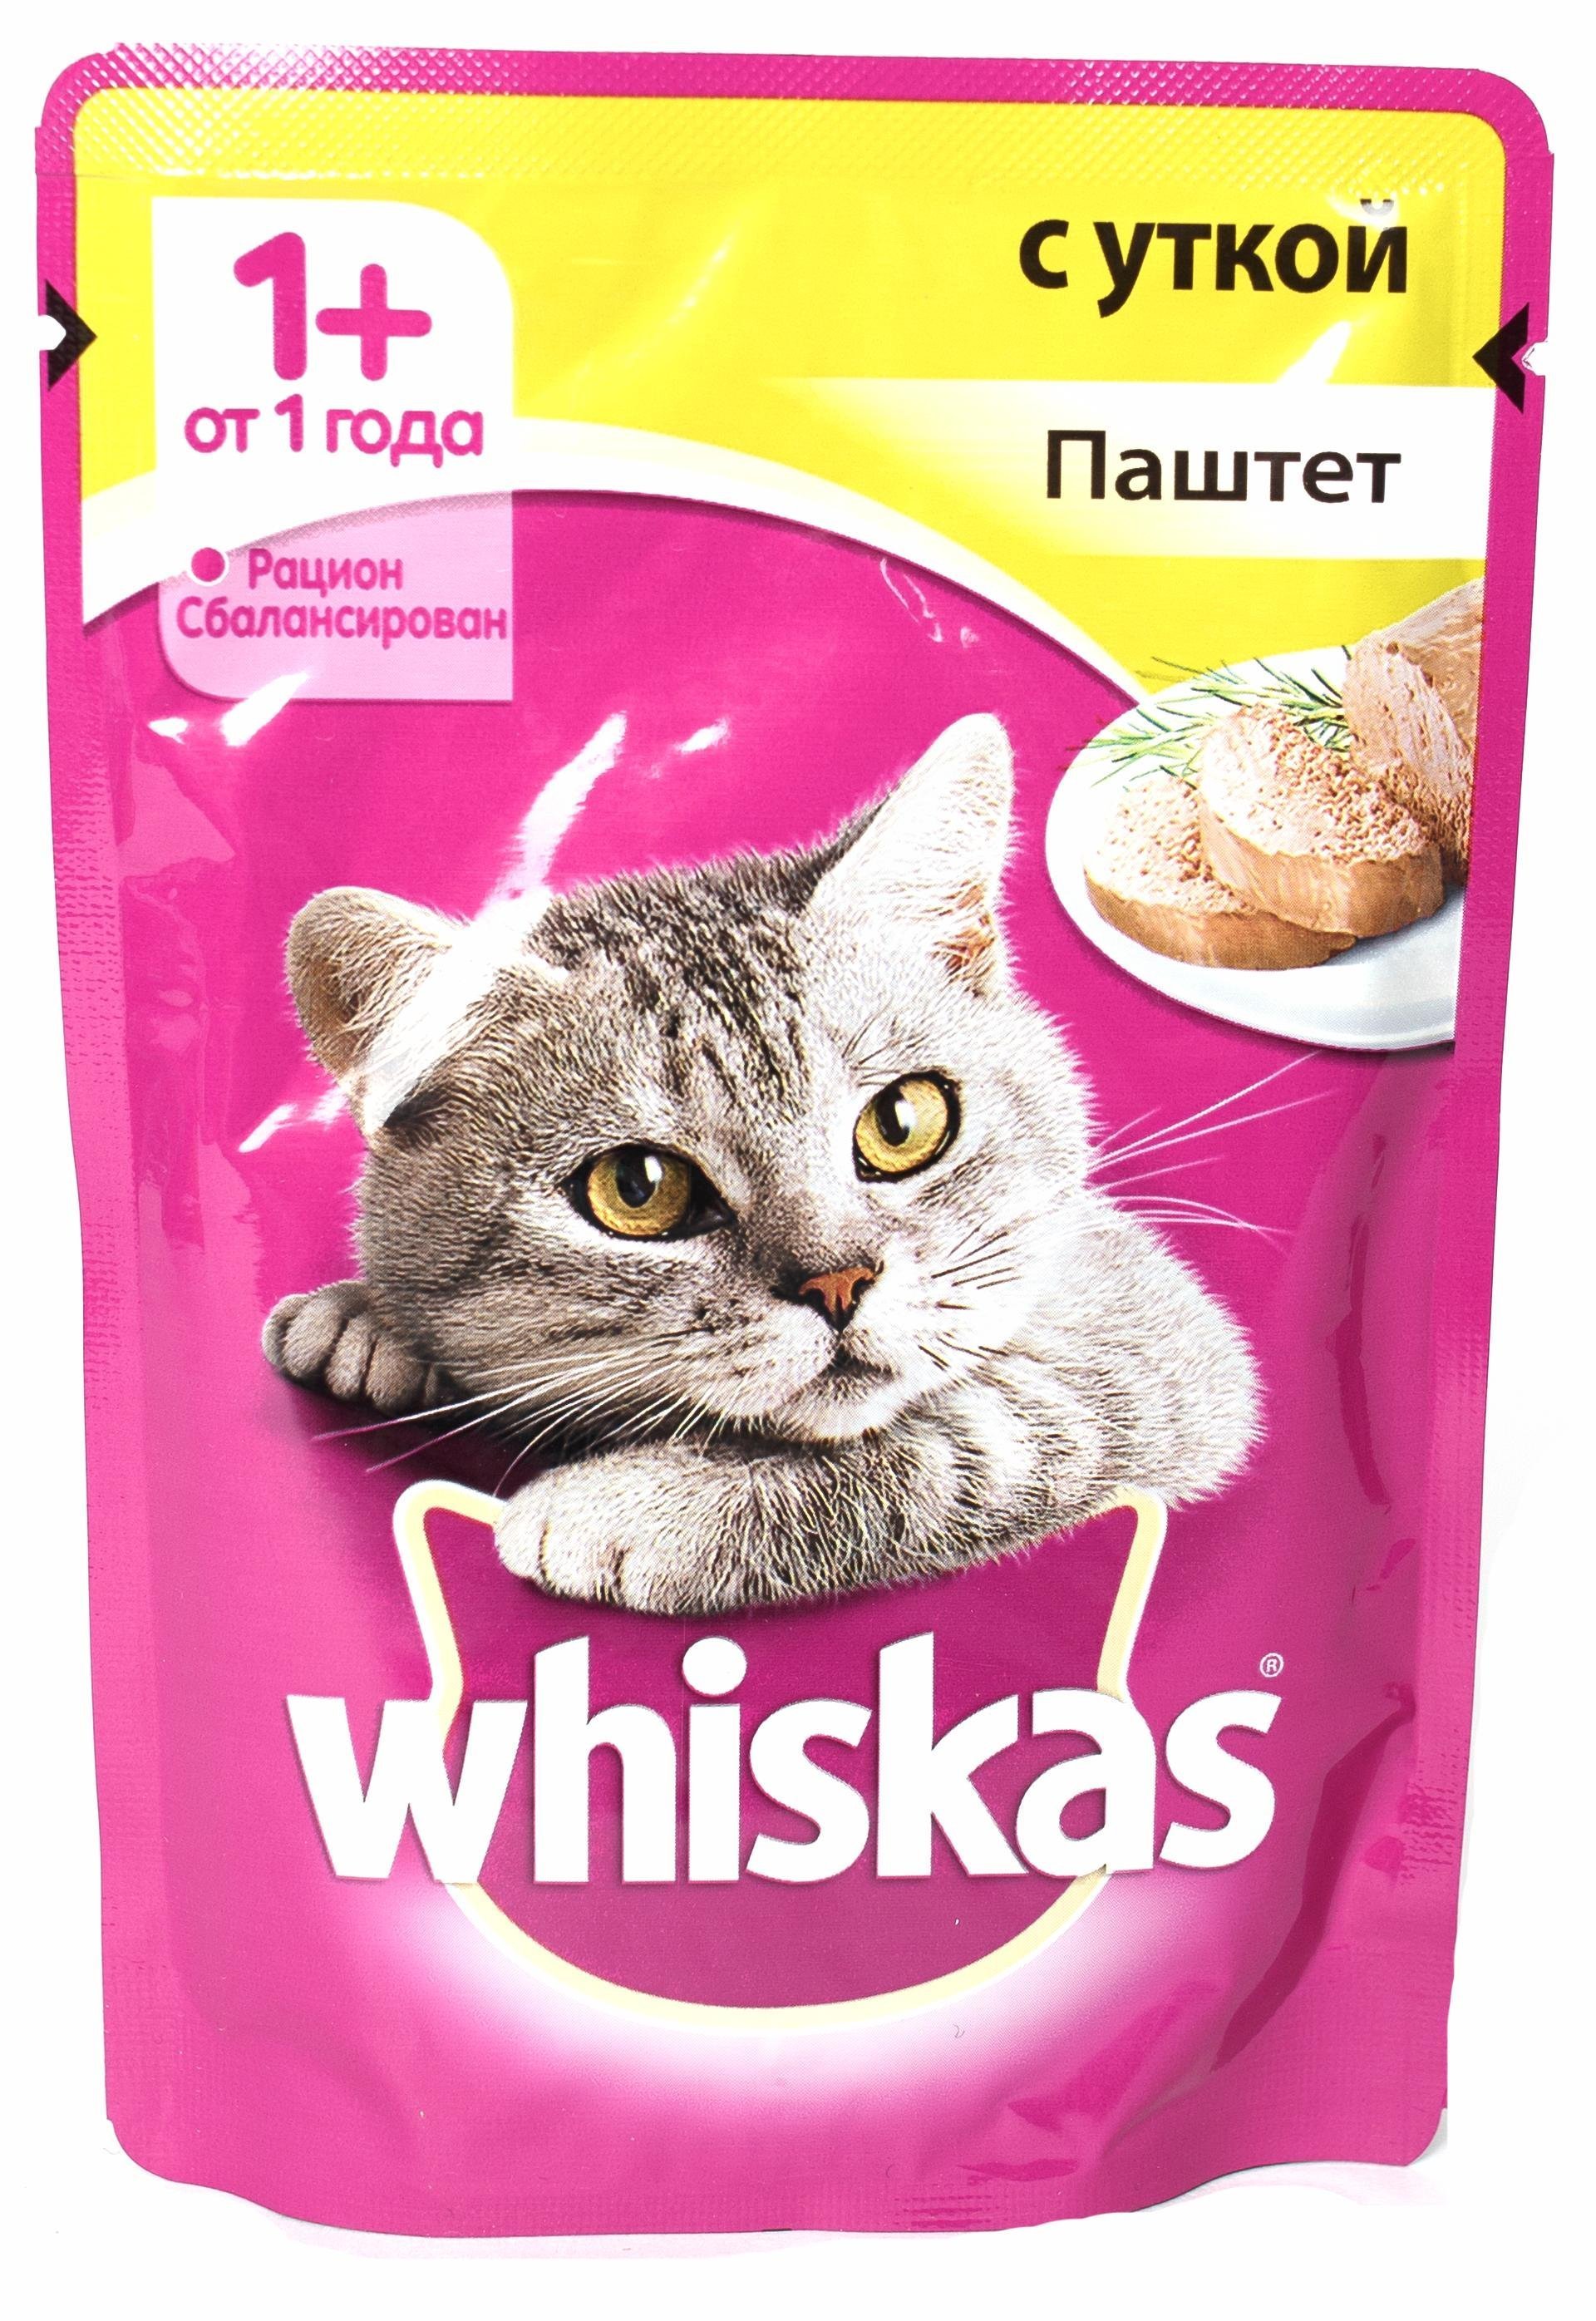 1+
от 1 года
с уткой
Паштет
Рацион
Сбалансирован
whiskas®